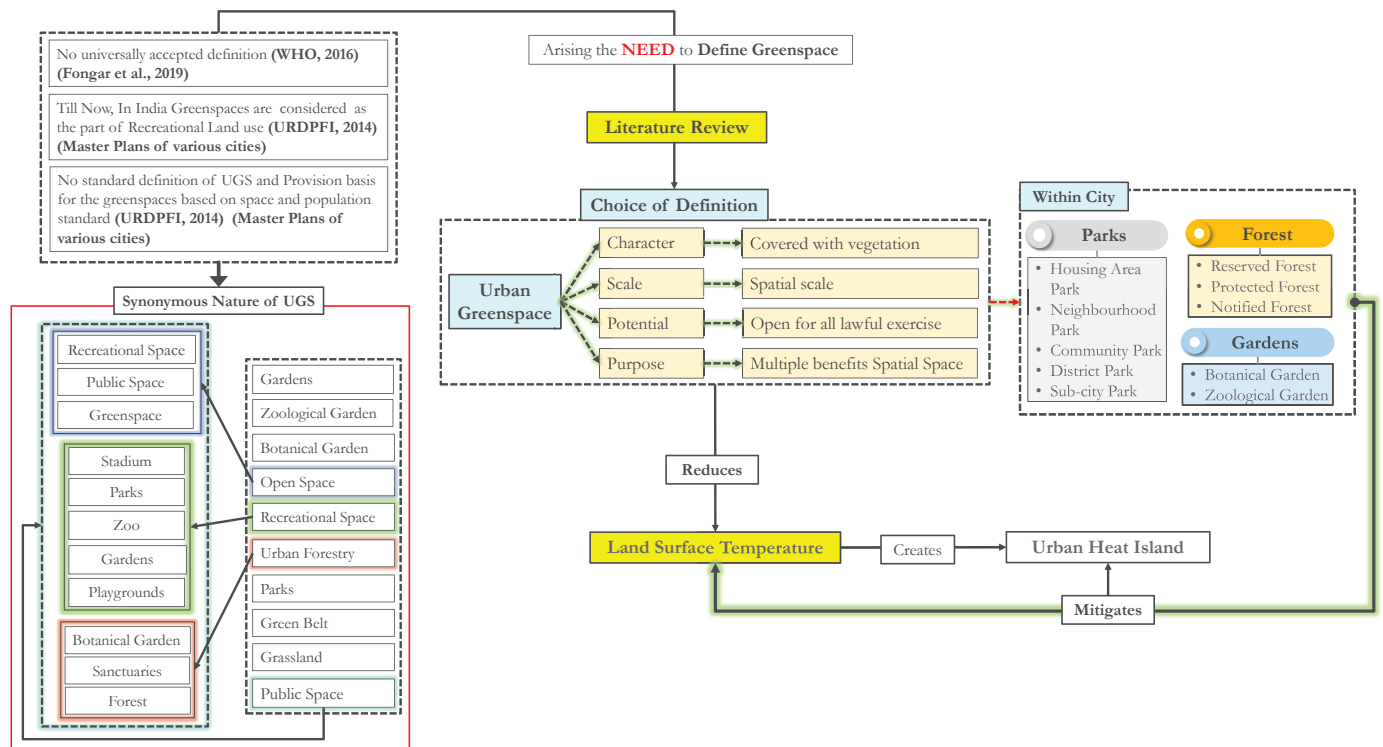 No universally accepted definition (WHO, 2016)
(Fongar et al., 2019)
Till Now, In India Greenspaces are considered as
the part of Recreational Land use (URDPFI, 2014)
(Master Plans of various cities)
No standard definition of UGS and Provision basis
for the greenspaces based on space and population
standard (URDPFI, 2014) (Master Plans of
various cities)
Synonymous Nature of UGS
Recreational Space
Public Space
Greenspace
Stadium
Parks
Zoo
Gardens
Playgrounds
Botanical Garden
Sanctuaries
Forest
Gardens
Zoological Garden
Botanical Garden
Open Space
Recreational Space
Urban Forestry
Parks
Green Belt
Grassland
Public Space
Arising the NEED to Define Greenspace
Literature Review
Choice of Definition
Urban
Greenspace
Character
Covered with vegetation
Scale
Spatial scale
Potential
Open for all lawful exercise
Purpose
Multiple benefits Spatial Space
Within City
Parks
• Housing Area
Park
• Neighbourhood
Park
• Community Park
• District Park
• Sub-city Park
Forest
• Reserved Forest
• Protected Forest
• Notified Forest
Gardens
• Botanical Garden
• Zoological Garden
Reduces
Land Surface Temperature
Creates
Urban Heat Island
Mitigates